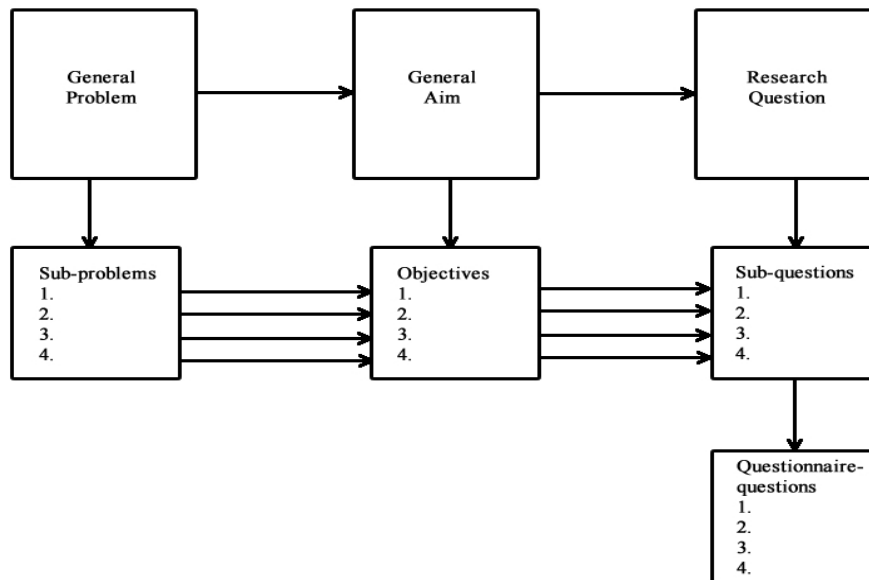 General
Problem
General
Aim
Research
Question
Sub-problems
1.
2.
3.
4.
Objectives
1.
2.
3.
4.
Sub-questions
1.
2.
3.
4.
Questionnaire-
questions
1.
2.
3.
4.